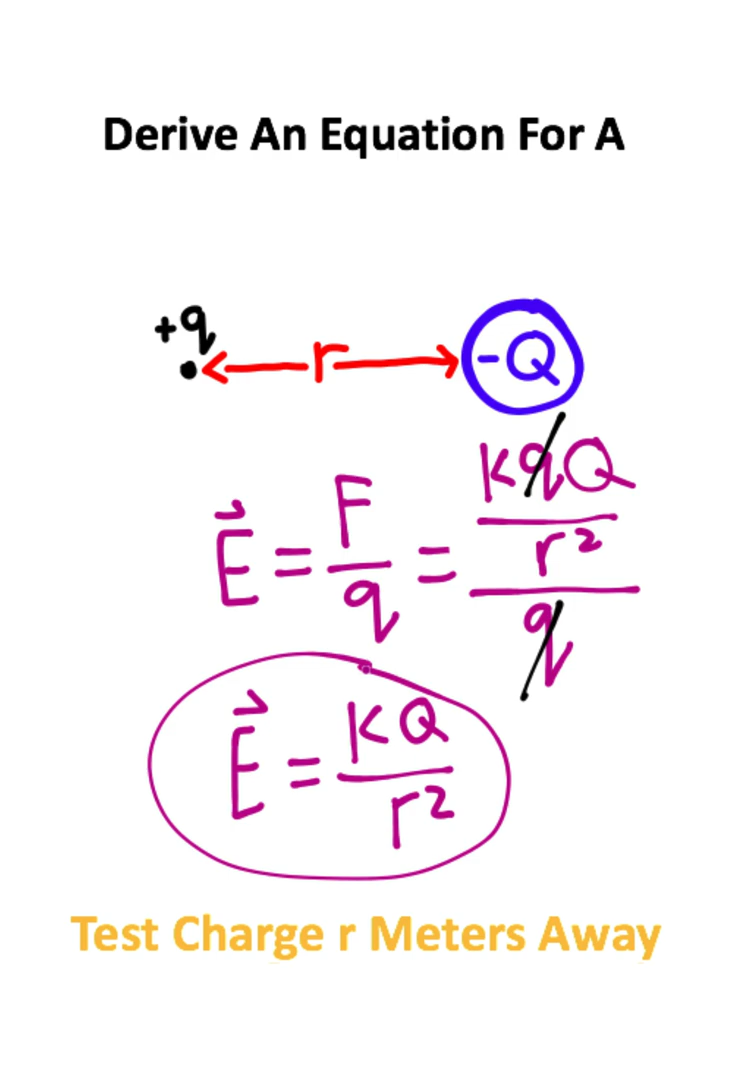 Derive An Equation For A
+q
r
-Q
E⃗ = F/q = (kqQ/r²)/q
E⃗ = kQ/r²
Test Charge r Meters Away